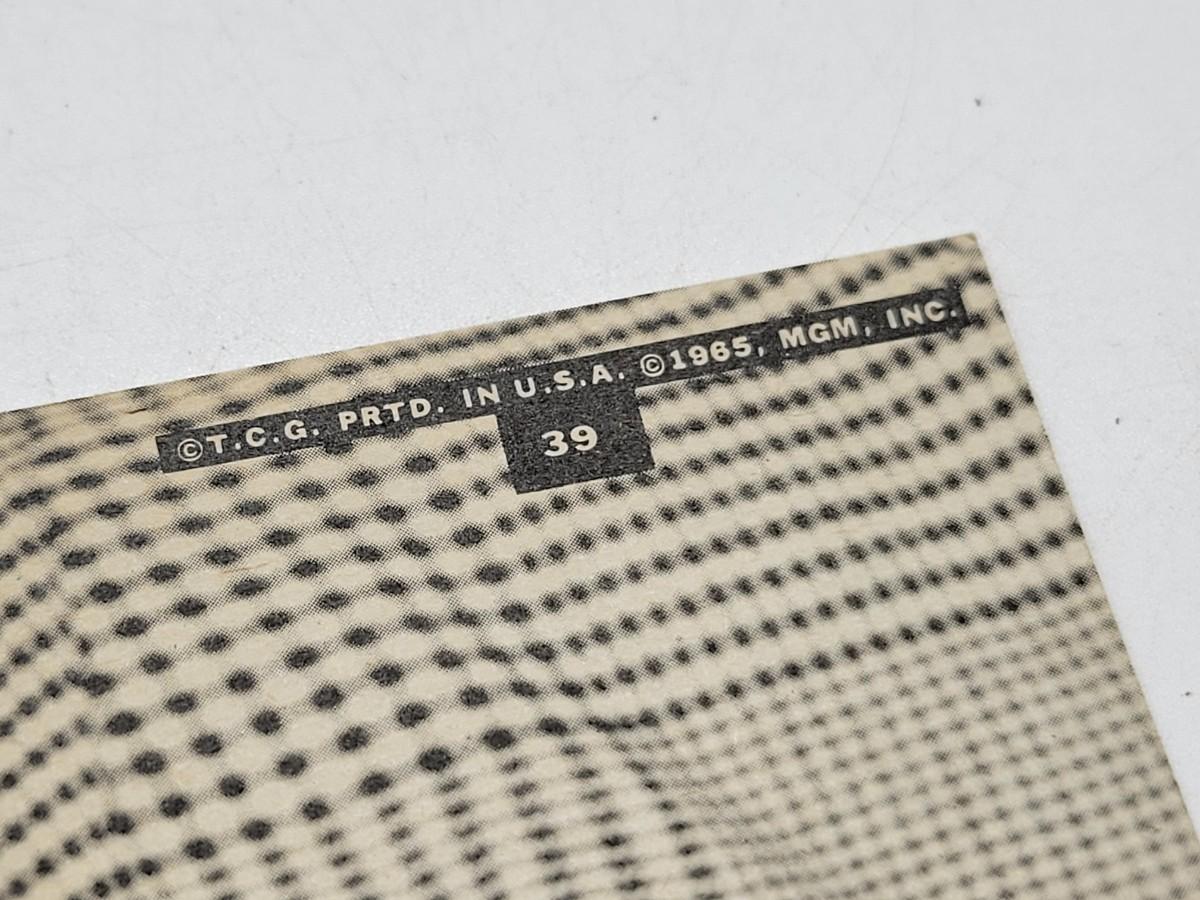 ©T.C.G. PRTD. IN U.S.A. ©1965, MGM, INC.
39